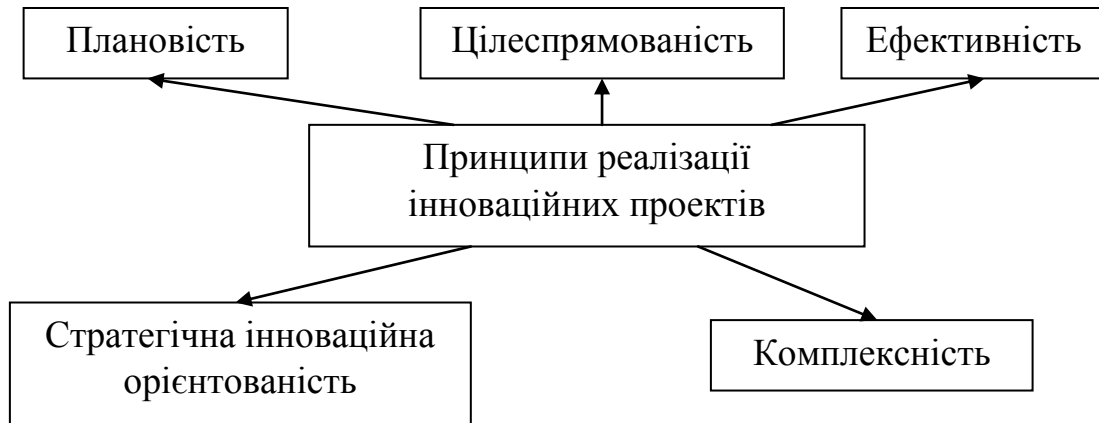 Плановість
Цілеспрямованість
Ефективність
Принципи реалізації
інноваційних проектів
Стратегічна інноваційна
орієнтованість
Комплексність